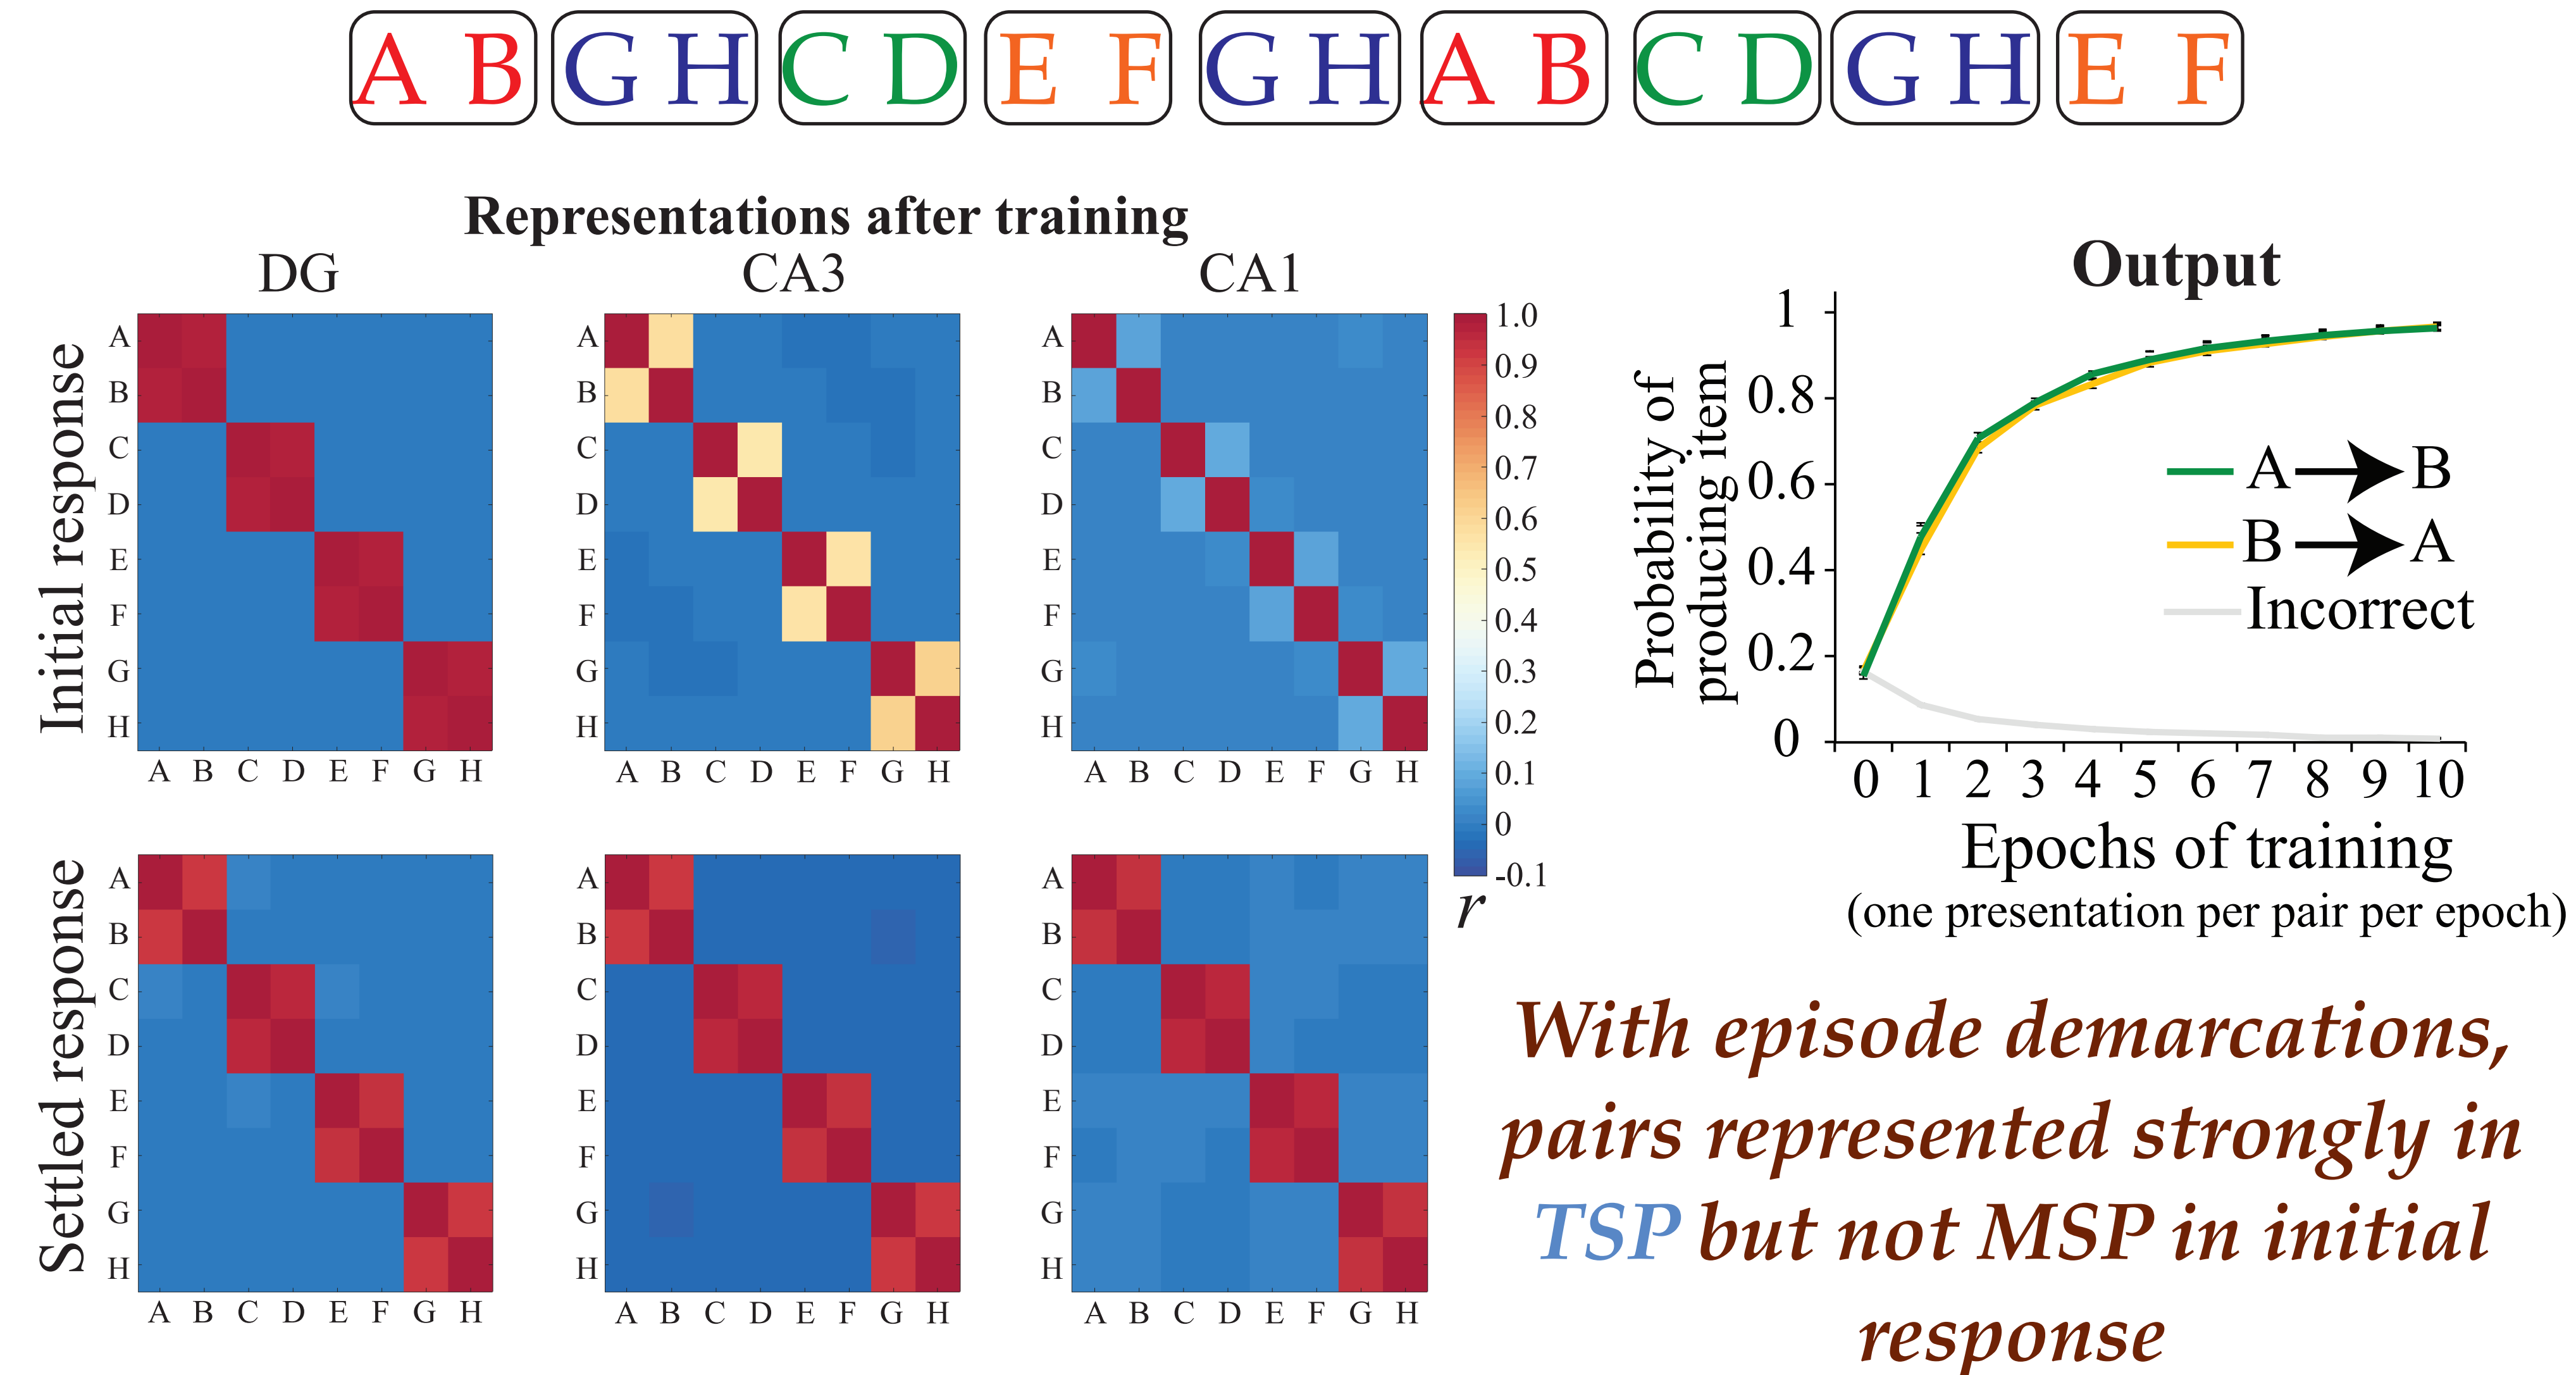 A B G H C D E F G H A B C D G H E F
Representations after training
DG CA3 CA1
Initial response
A
B
C
D
E
F
G
H
A B C D E F G H
A
B
C
D
E
F
G
H
A B C D E F G H
A
B
C
D
E
F
G
H
A B C D E F G H
1.0
0.9
0.8
0.7
0.6
0.5
0.4
0.3
0.2
0.1
0
-0.1
r
Settled response
A
B
C
D
E
F
G
H
A B C D E F G H
A
B
C
D
E
F
G
H
A B C D E F G H
A
B
C
D
E
F
G
H
A B C D E F G H
Output
Probability of
producing item
1
0.8
0.6
0.4
0.2
0
A B
B A
Incorrect
0 1 2 3 4 5 6 7 8 9 10
Epochs of training
(one presentation per pair per epoch)
With episode demarcations,
pairs represented strongly in
TSP but not MSP in initial
response